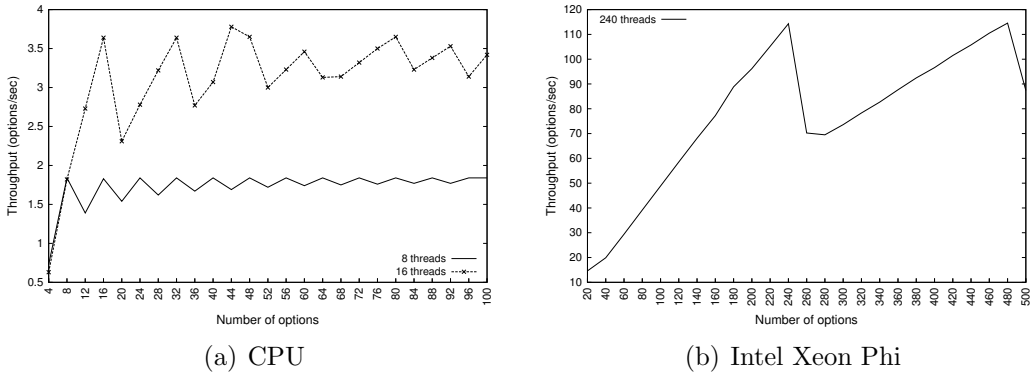 4
3.5
3
2.5
2
1.5
1
0.5
Throughput (options/sec)
8 threads
16 threads
4 8 12 16 20 24 28 32 36 40 44 48 52 56 60 64 68 72 76 80 84 88 92 96 100
Number of options
(a) CPU
120
110
100
90
80
70
60
50
40
30
20
10
Throughput (options/sec)
240 threads
20 40 60 80 100 120 140 160 180 200 220 240 260 280 300 320 340 360 380 400 420 440 460 480 500
Number of options
(b) Intel Xeon Phi